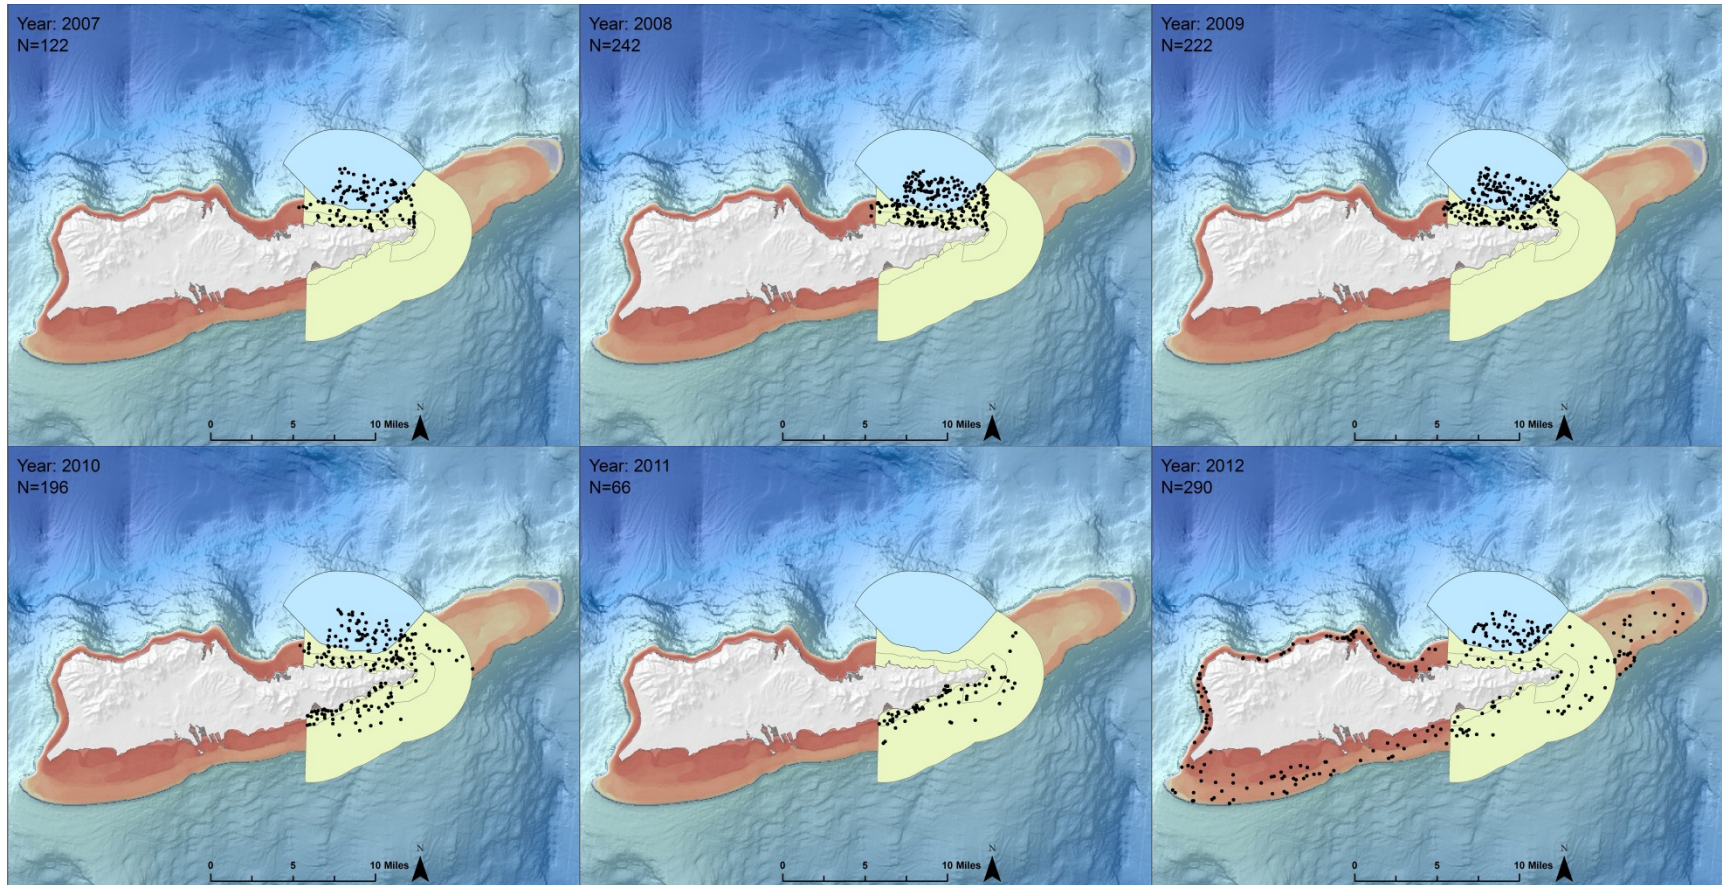 Year: 2007
N=122
N
0 5 10 Miles
Year: 2008
N=242
N
0 5 10 Miles
Year: 2009
N=222
N
0 5 10 Miles
Year: 2010
N=196
N
0 5 10 Miles
Year: 2011
N=66
N
0 5 10 Miles
Year: 2012
N=290
N
0 5 10 Miles